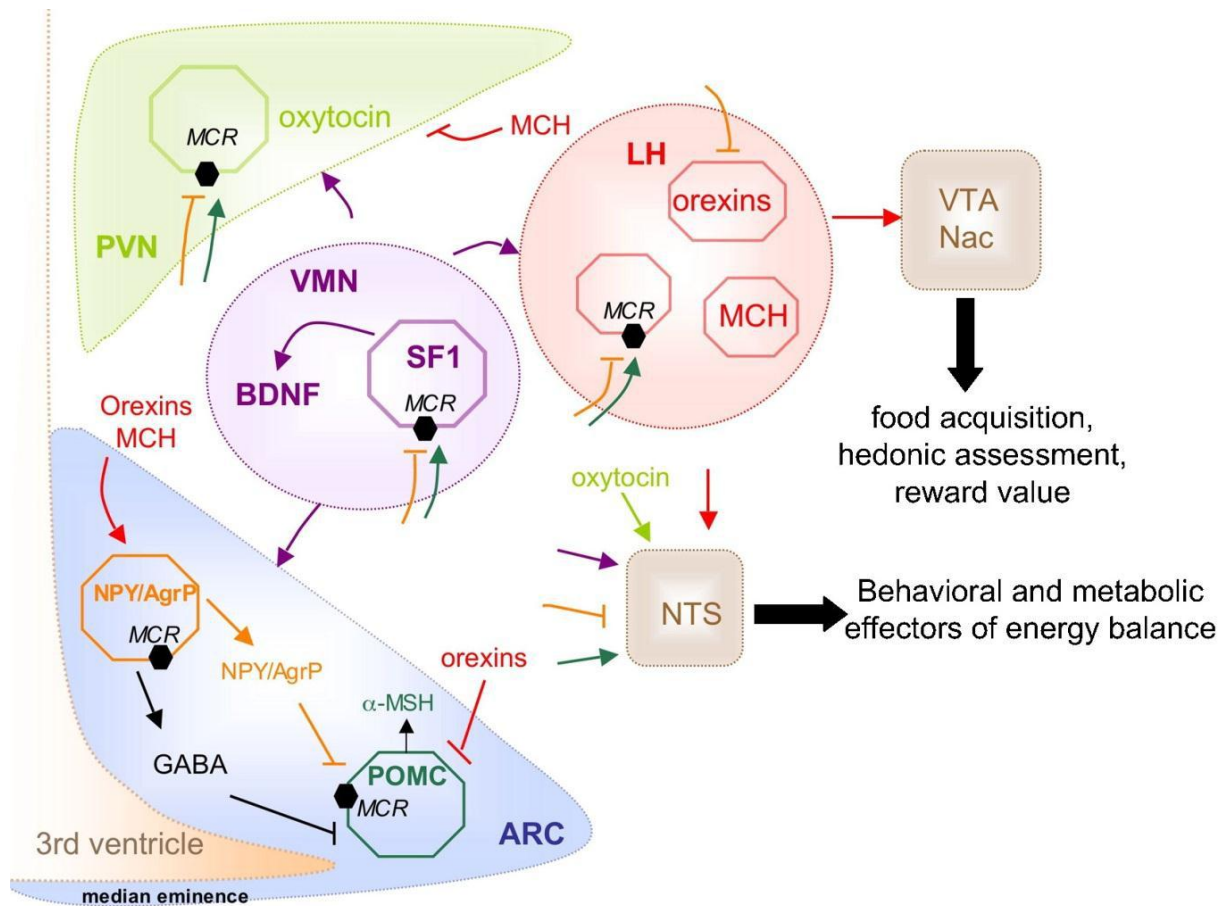 oxytocin
MCR
PVN
MCH
LH
orexins
MCR
MCH
VTA
Nac
VMN
SF1
BDNF
MCR
food acquisition,
hedonic assessment,
reward value
Orexins
MCH
oxytocin
NTS
Behavioral and metabolic
effectors of energy balance
NPY/AgrP
MCR
NPY/AgrP
orexins
α-MSH
GABA
POMC
MCR
ARC
3rd ventricle
median eminence